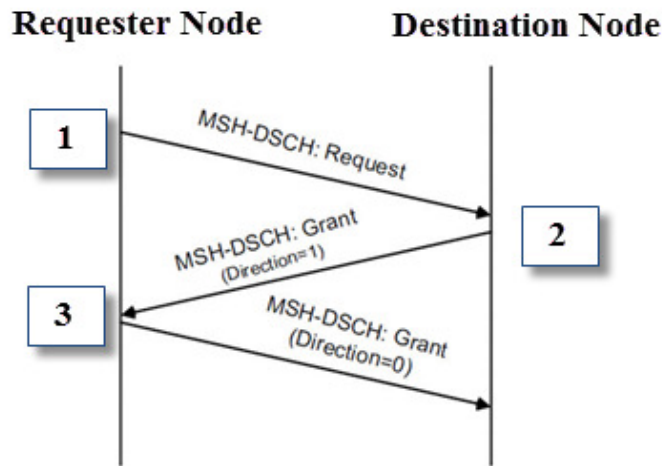 Requester Node
Destination Node
1
MSH-DSCH: Request
2
MSH-DSCH: Grant
(Direction=1)
3
MSH-DSCH: Grant
(Direction=0)